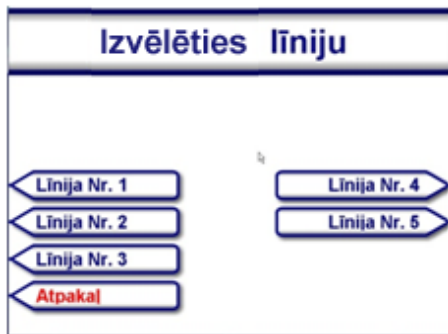 Izvēlēties līniju
Līnija Nr. 1
Līnija Nr. 2
Līnija Nr. 3
Atpakaļ
Līnija Nr. 4
Līnija Nr. 5